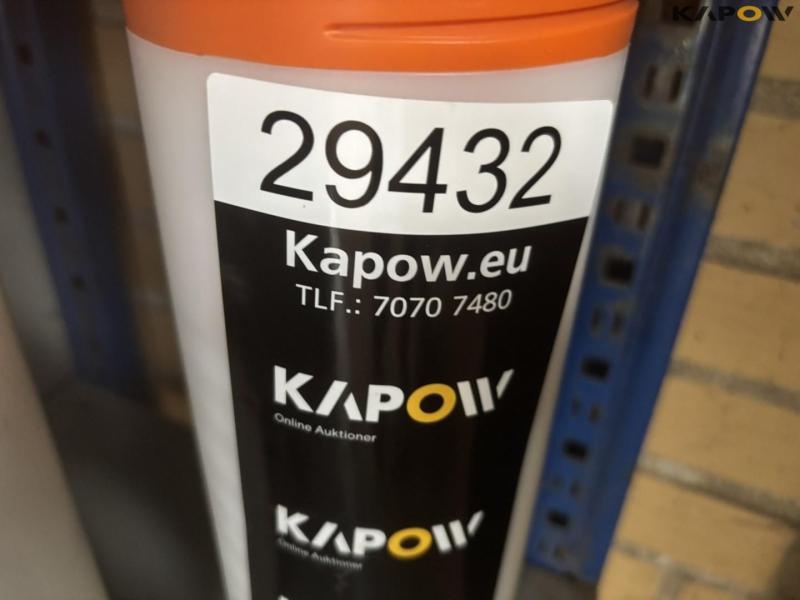 KAPOW
29432
Kapow.eu
TLF.: 7070 7480
KAPOW
Online Auktioner
KAPOW
Online Auktioner